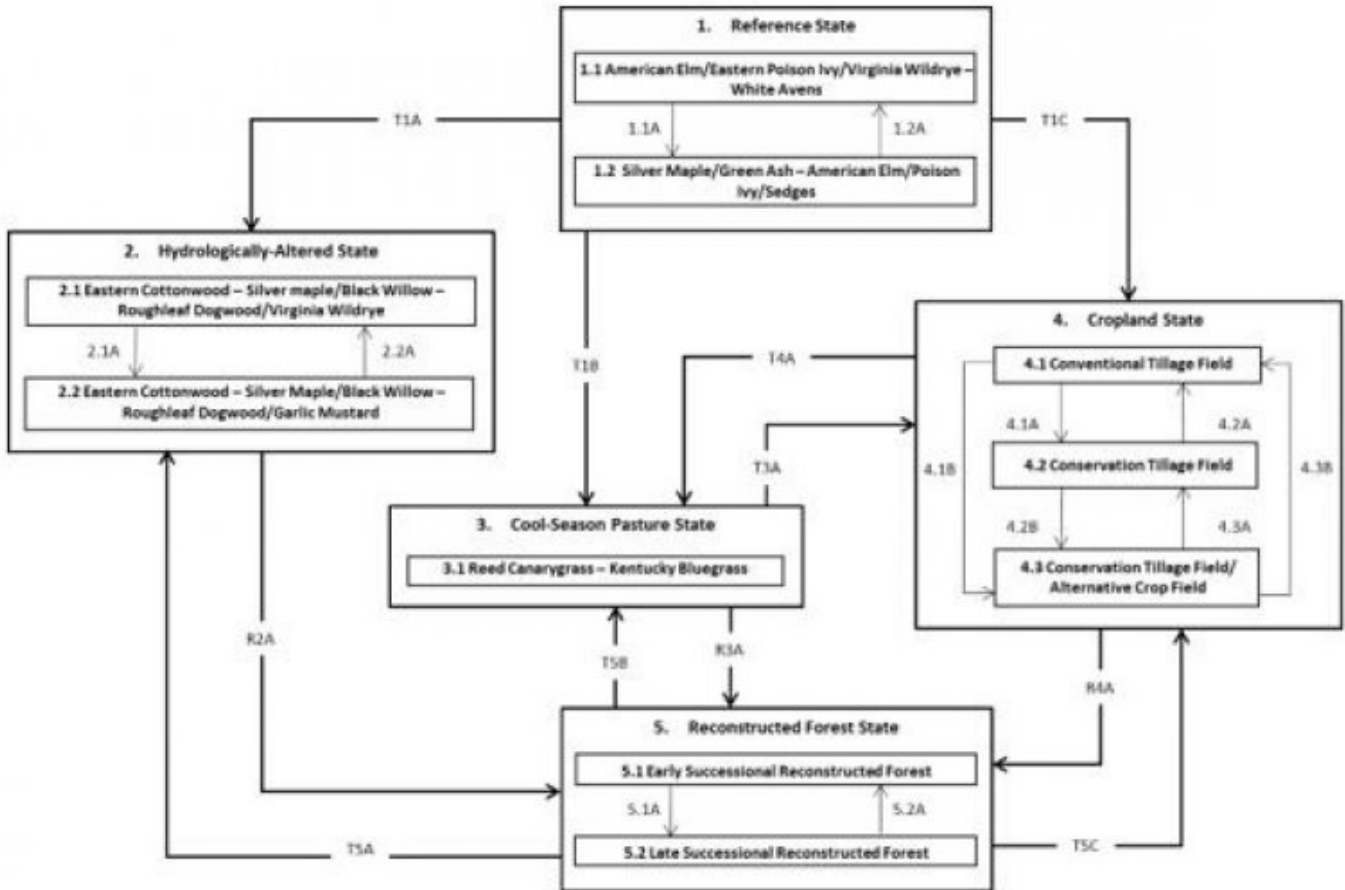 1. Reference State
1.1 American Elm/Eastern Poison Ivy/Virginia Wildrye –
White Avens
T1A
1.1A
1.2A
T1C
1.2 Silver Maple/Green Ash – American Elm/Poison
Ivy/Sedges
2. Hydrologically-Altered State
2.1 Eastern Cottonwood – Silver maple/Black Willow –
Roughleaf Dogwood/Virginia Wildrye
2.1A
2.2A
2.2 Eastern Cottonwood – Silver Maple/Black Willow –
Roughleaf Dogwood/Garlic Mustard
T1B
T4A
T3A
4. Cropland State
4.1 Conventional Tillage Field
4.1A
4.2A
4.1B
4.2 Conservation Tillage Field
4.3B
4.2B
4.3A
4.3 Conservation Tillage Field/
Alternative Crop Field
3. Cool-Season Pasture State
3.1 Reed Canarygrass – Kentucky Bluegrass
R2A
T5B
R3A
R4A
5. Reconstructed Forest State
5.1 Early Successional Reconstructed Forest
5.1A
5.2A
5.2 Late Successional Reconstructed Forest
T5A
T5C